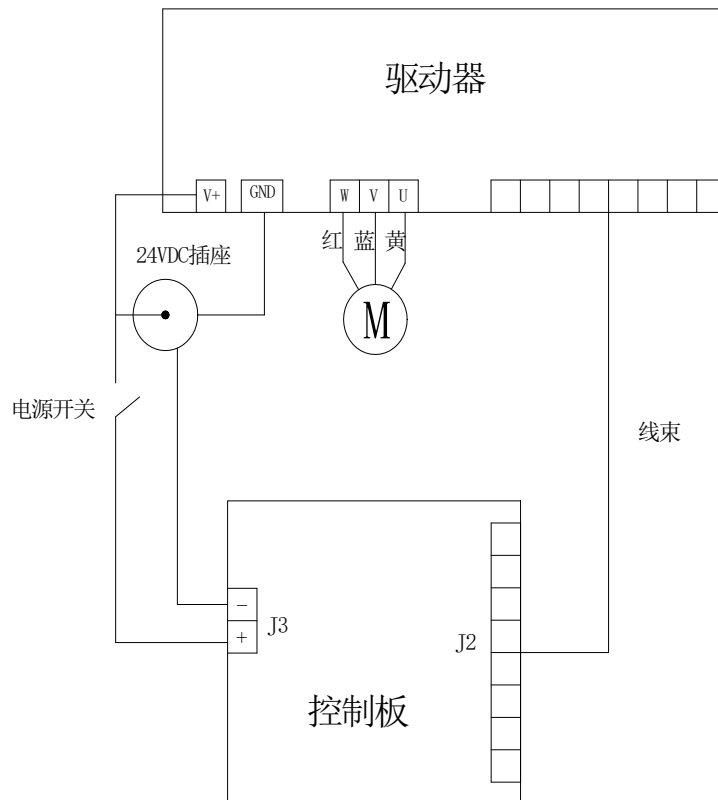 驱动器
V+ GND W V U
红 蓝 黄
24VDC插座
M
电源开关
线束
-
J3
+
J2
控制板